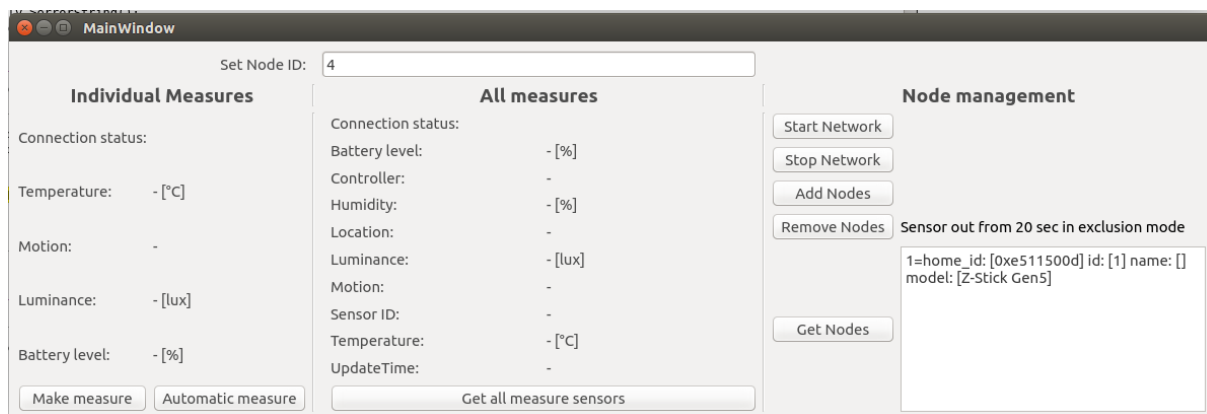 MainWindow
Set Node ID: 4
Individual Measures
Connection status:
Temperature: - [°C]
Motion: -
Luminance: - [lux]
Battery level: - [%]
Make measure Automatic measure
All measures
Connection status:
Battery level: - [%]
Controller: -
Humidity: - [%]
Location: -
Luminance: - [lux]
Motion: -
Sensor ID: -
Temperature: - [°C]
UpdateTime: -
Get all measure sensors
Node management
Start Network
Stop Network
Add Nodes
Remove Nodes Sensor out from 20 sec in exclusion mode
1=home_id: [0xe511500d] id: [1] name: []
model: [Z-Stick Gen5]
Get Nodes